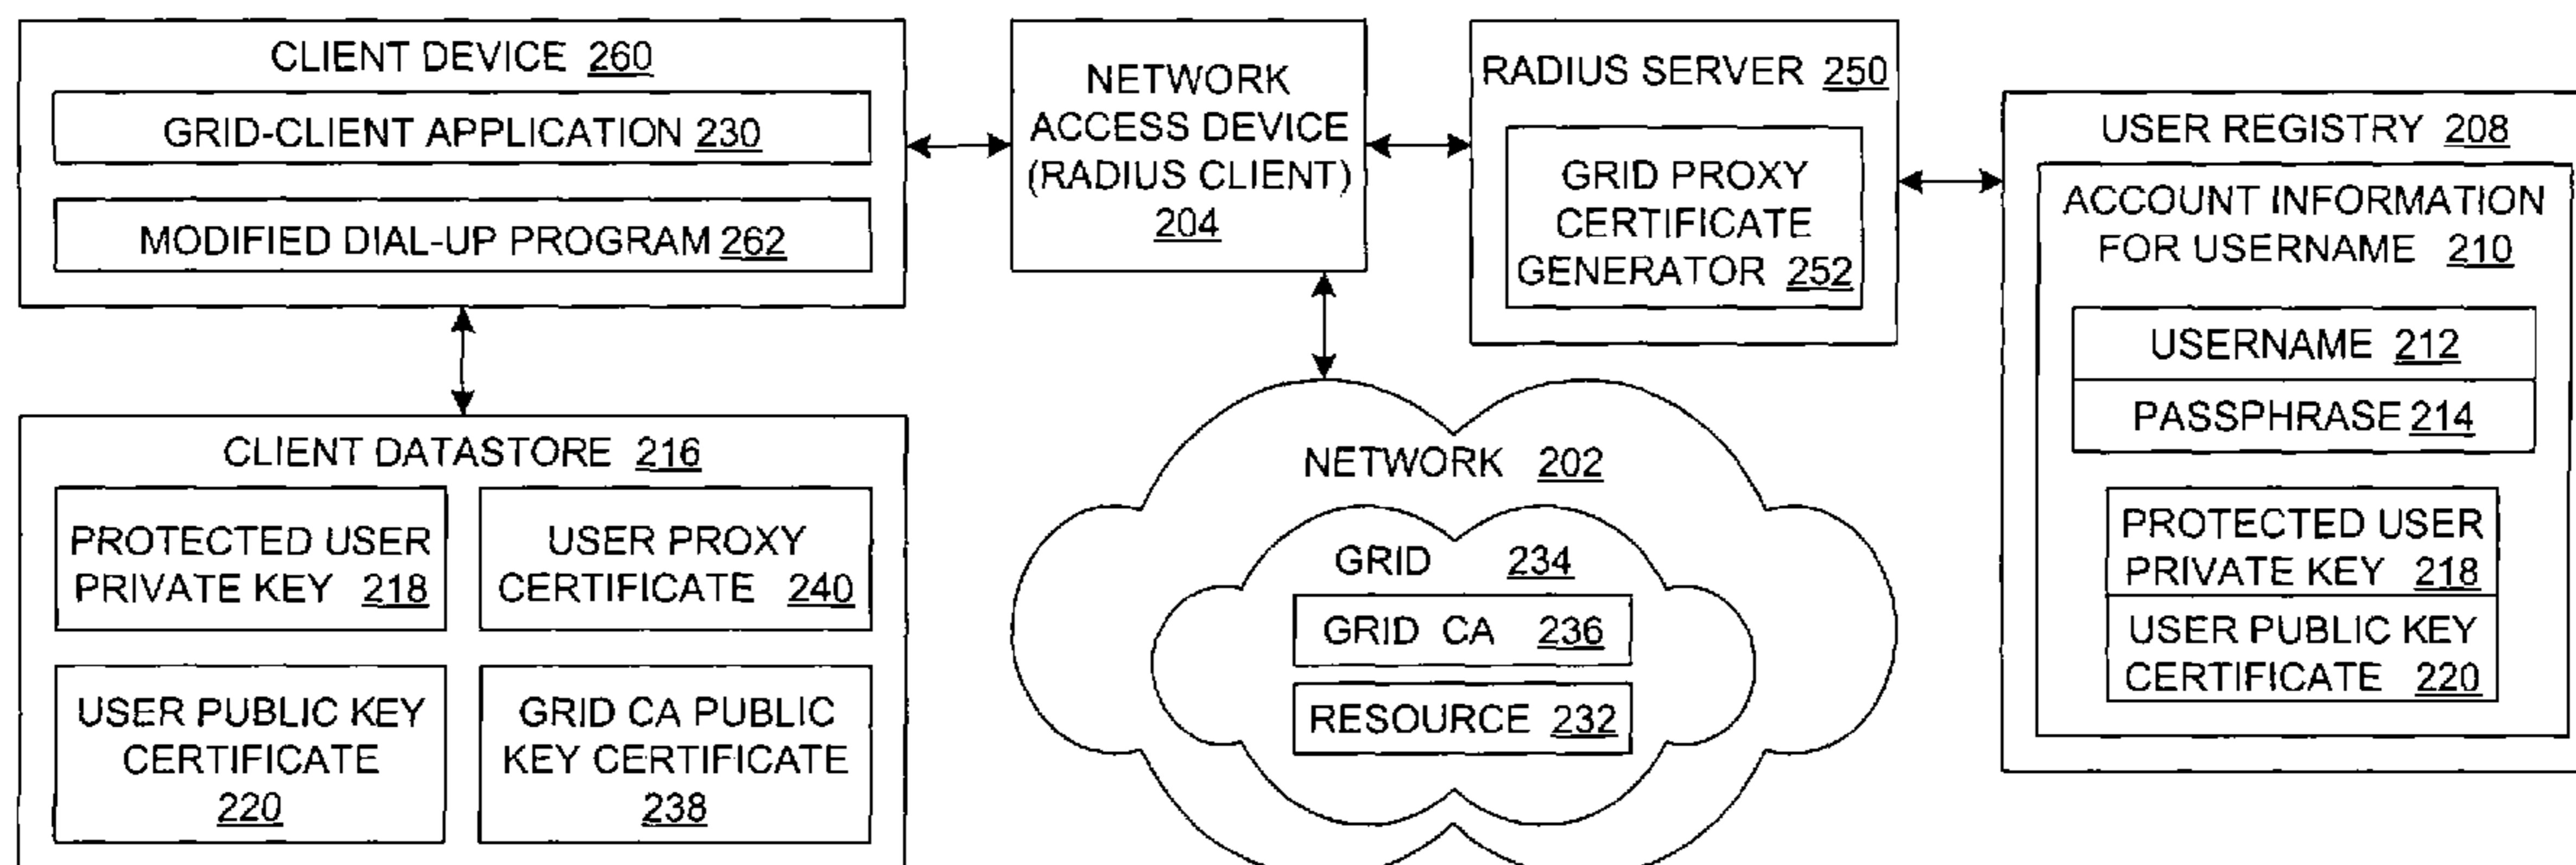 CLIENT DEVICE 260
GRID-CLIENT APPLICATION 230
MODIFIED DIAL-UP PROGRAM 262
NETWORK
ACCESS DEVICE
(RADIUS CLIENT)
204
RADIUS SERVER 250
GRID PROXY
CERTIFICATE
GENERATOR 252
USER REGISTRY 208
ACCOUNT INFORMATION
FOR USERNAME 210
USERNAME 212
PASSPHRASE 214
PROTECTED USER
PRIVATE KEY 218
USER PUBLIC KEY
CERTIFICATE 220
CLIENT DATASTORE 216
PROTECTED USER
PRIVATE KEY 218
USER PROXY
CERTIFICATE 240
USER PUBLIC KEY
CERTIFICATE
220
GRID CA PUBLIC
KEY CERTIFICATE
238
NETWORK 202
GRID 234
GRID CA 236
RESOURCE 232